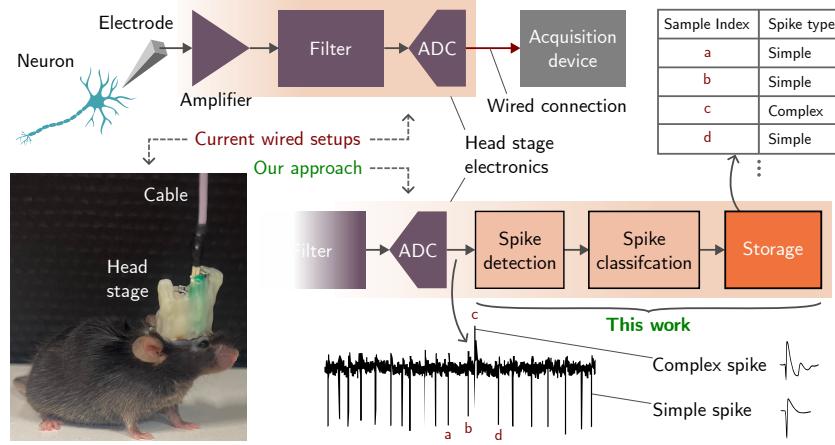 Electrode
Neuron
Amplifier
Filter
ADC
Acquisition
device
Wired connection
Current wired setups
Our approach
Head stage
electronics
Sample Index Spike type
a Simple
b Simple
c Complex
d Simple
Cable
Head
stage
Filter
ADC
Spike
detection
Spike
classifcation
Storage
This work
c
a
b
d
Complex spike
Simple spike